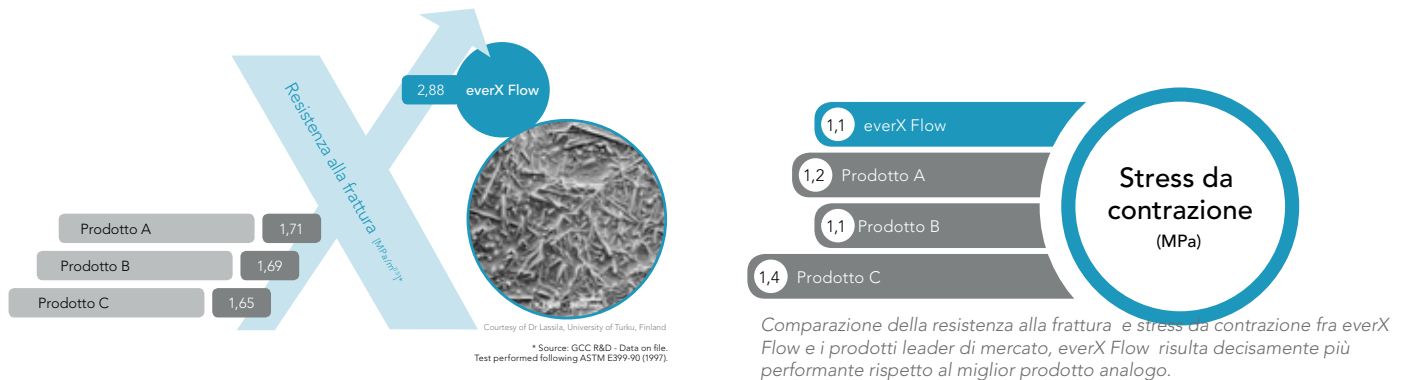 2,88 everX Flow
Resistenza alla frattura (MPa/m⁰·⁵)*
Prodotto A 1,71
Prodotto B 1,69
Prodotto C 1,65
Courtesy of Dr Lassila, University of Turku, Finland
* Source: GCC R&D - Data on file.
Test performed following ASTM E399-90 (1997).
1,1 everX Flow
1,2 Prodotto A
1,1 Prodotto B
1,4 Prodotto C
Stress da
contrazione
(MPa)
Comparazione della resistenza alla frattura e stress da contrazione fra everX
Flow e i prodotti leader di mercato, everX Flow risulta decisamente più
performante rispetto al miglior prodotto analogo.